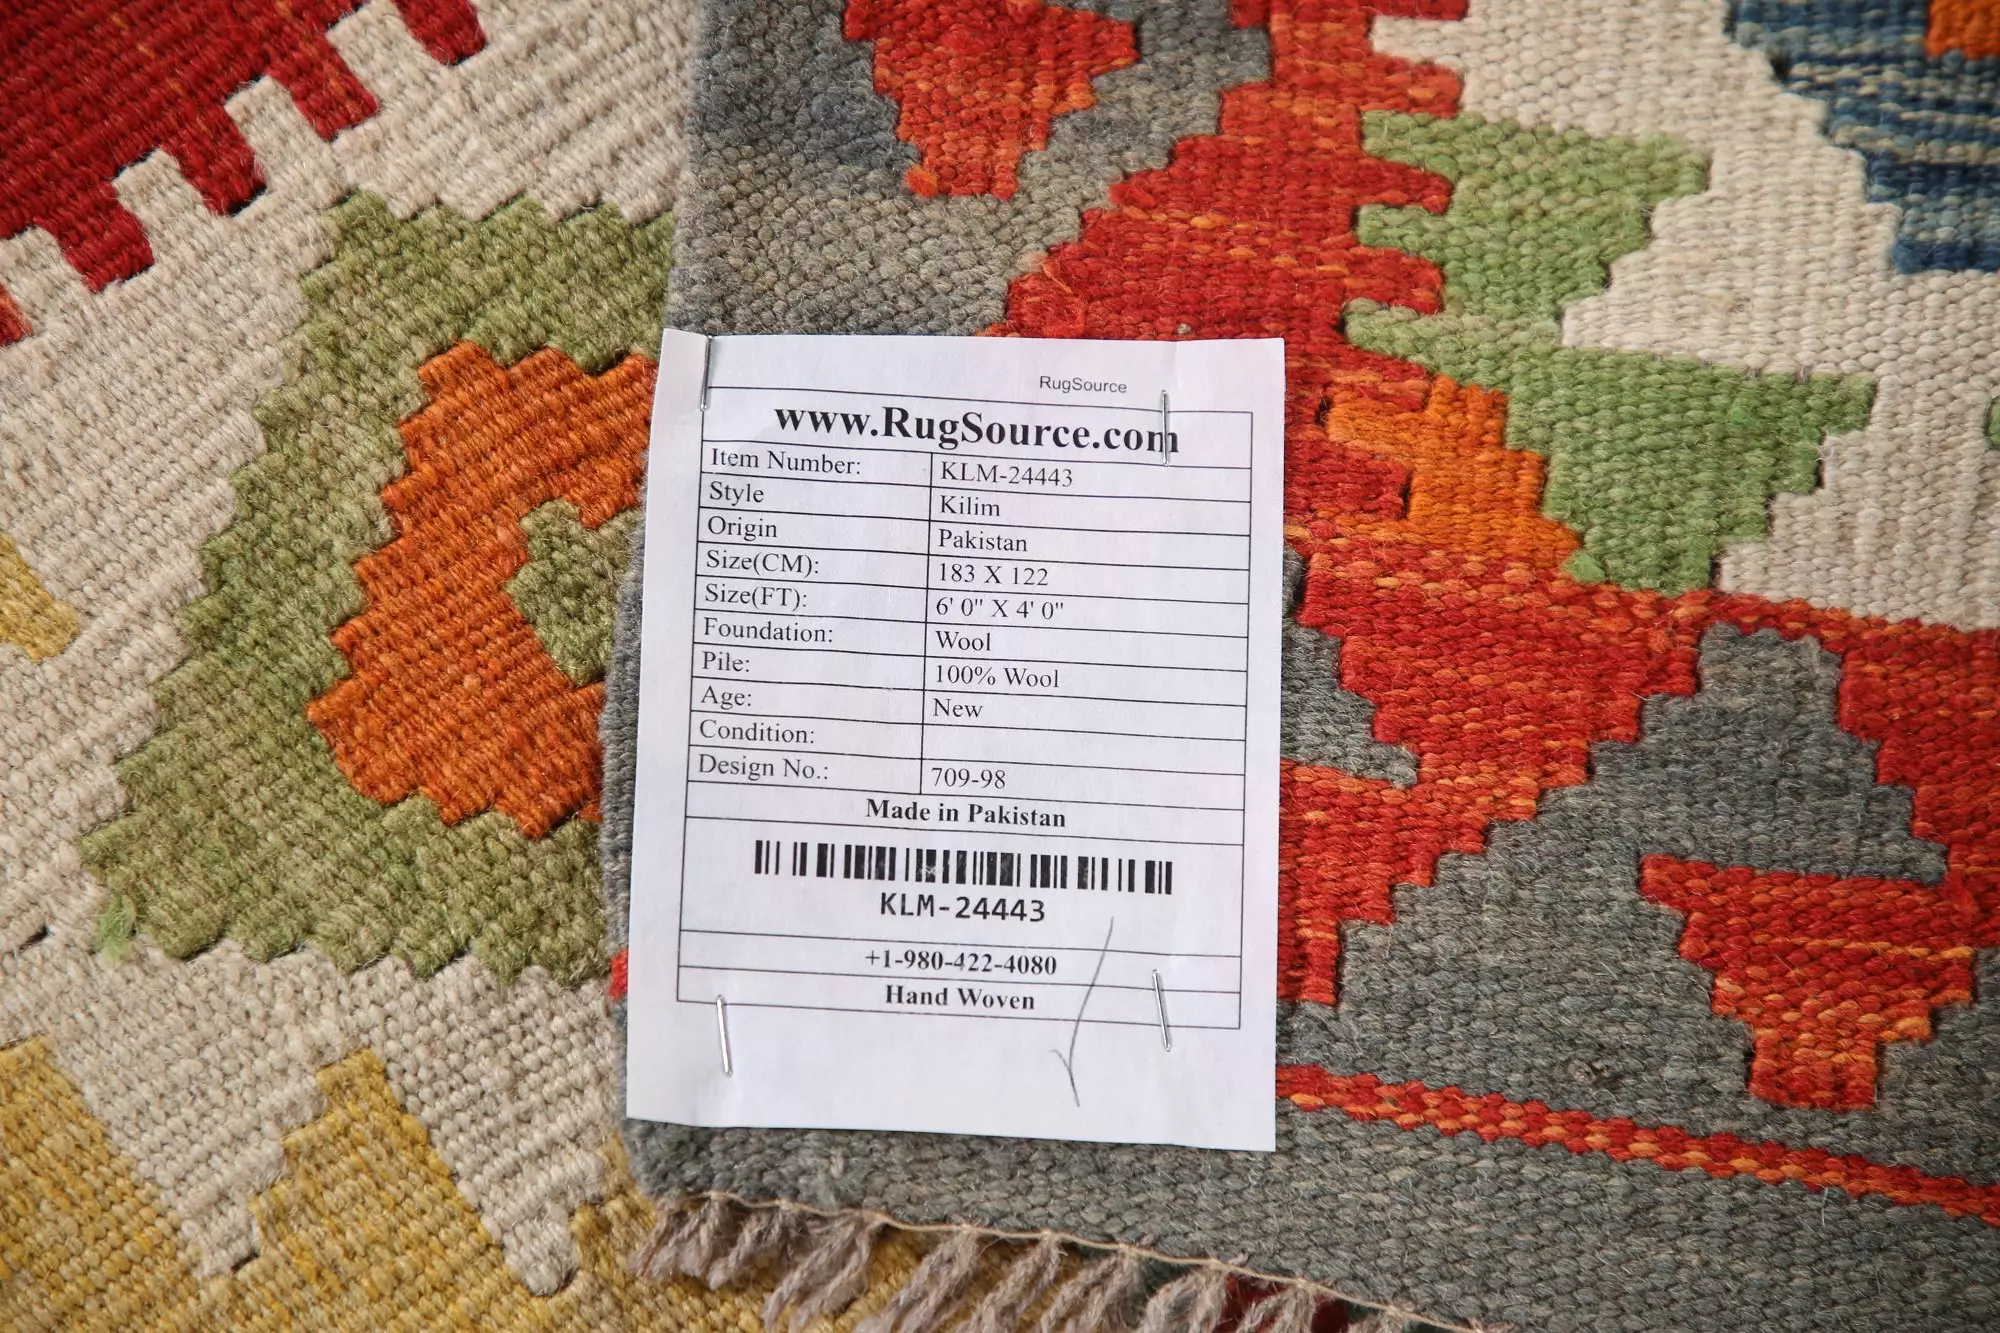 RugSource
www.RugSource.com
Item Number: KLM-24443
Style Kilim
Origin Pakistan
Size(CM): 183 X 122
Size(FT): 6' 0" X 4' 0"
Foundation: Wool
Pile: 100% Wool
Age: New
Condition:
Design No.: 709-98
Made in Pakistan
KLM-24443
+1-980-422-4080
Hand Woven